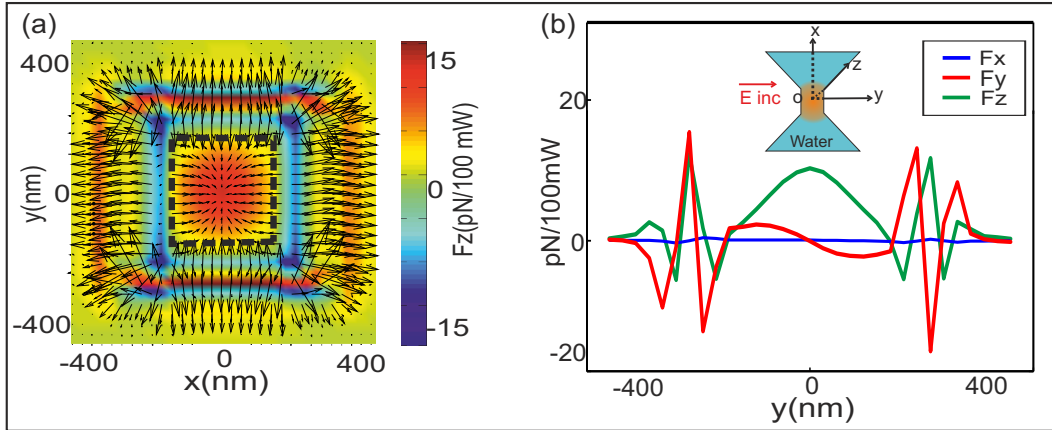 (a)
400
0
-400
y(nm)
-400
0
400
x(nm)
15
0
-15
Fz(pN/100 mW)
(b)
20
0
-20
pN/100mW
-400
0
400
y(nm)
x
z
o
y
E inc
Water
Fx
Fy
Fz